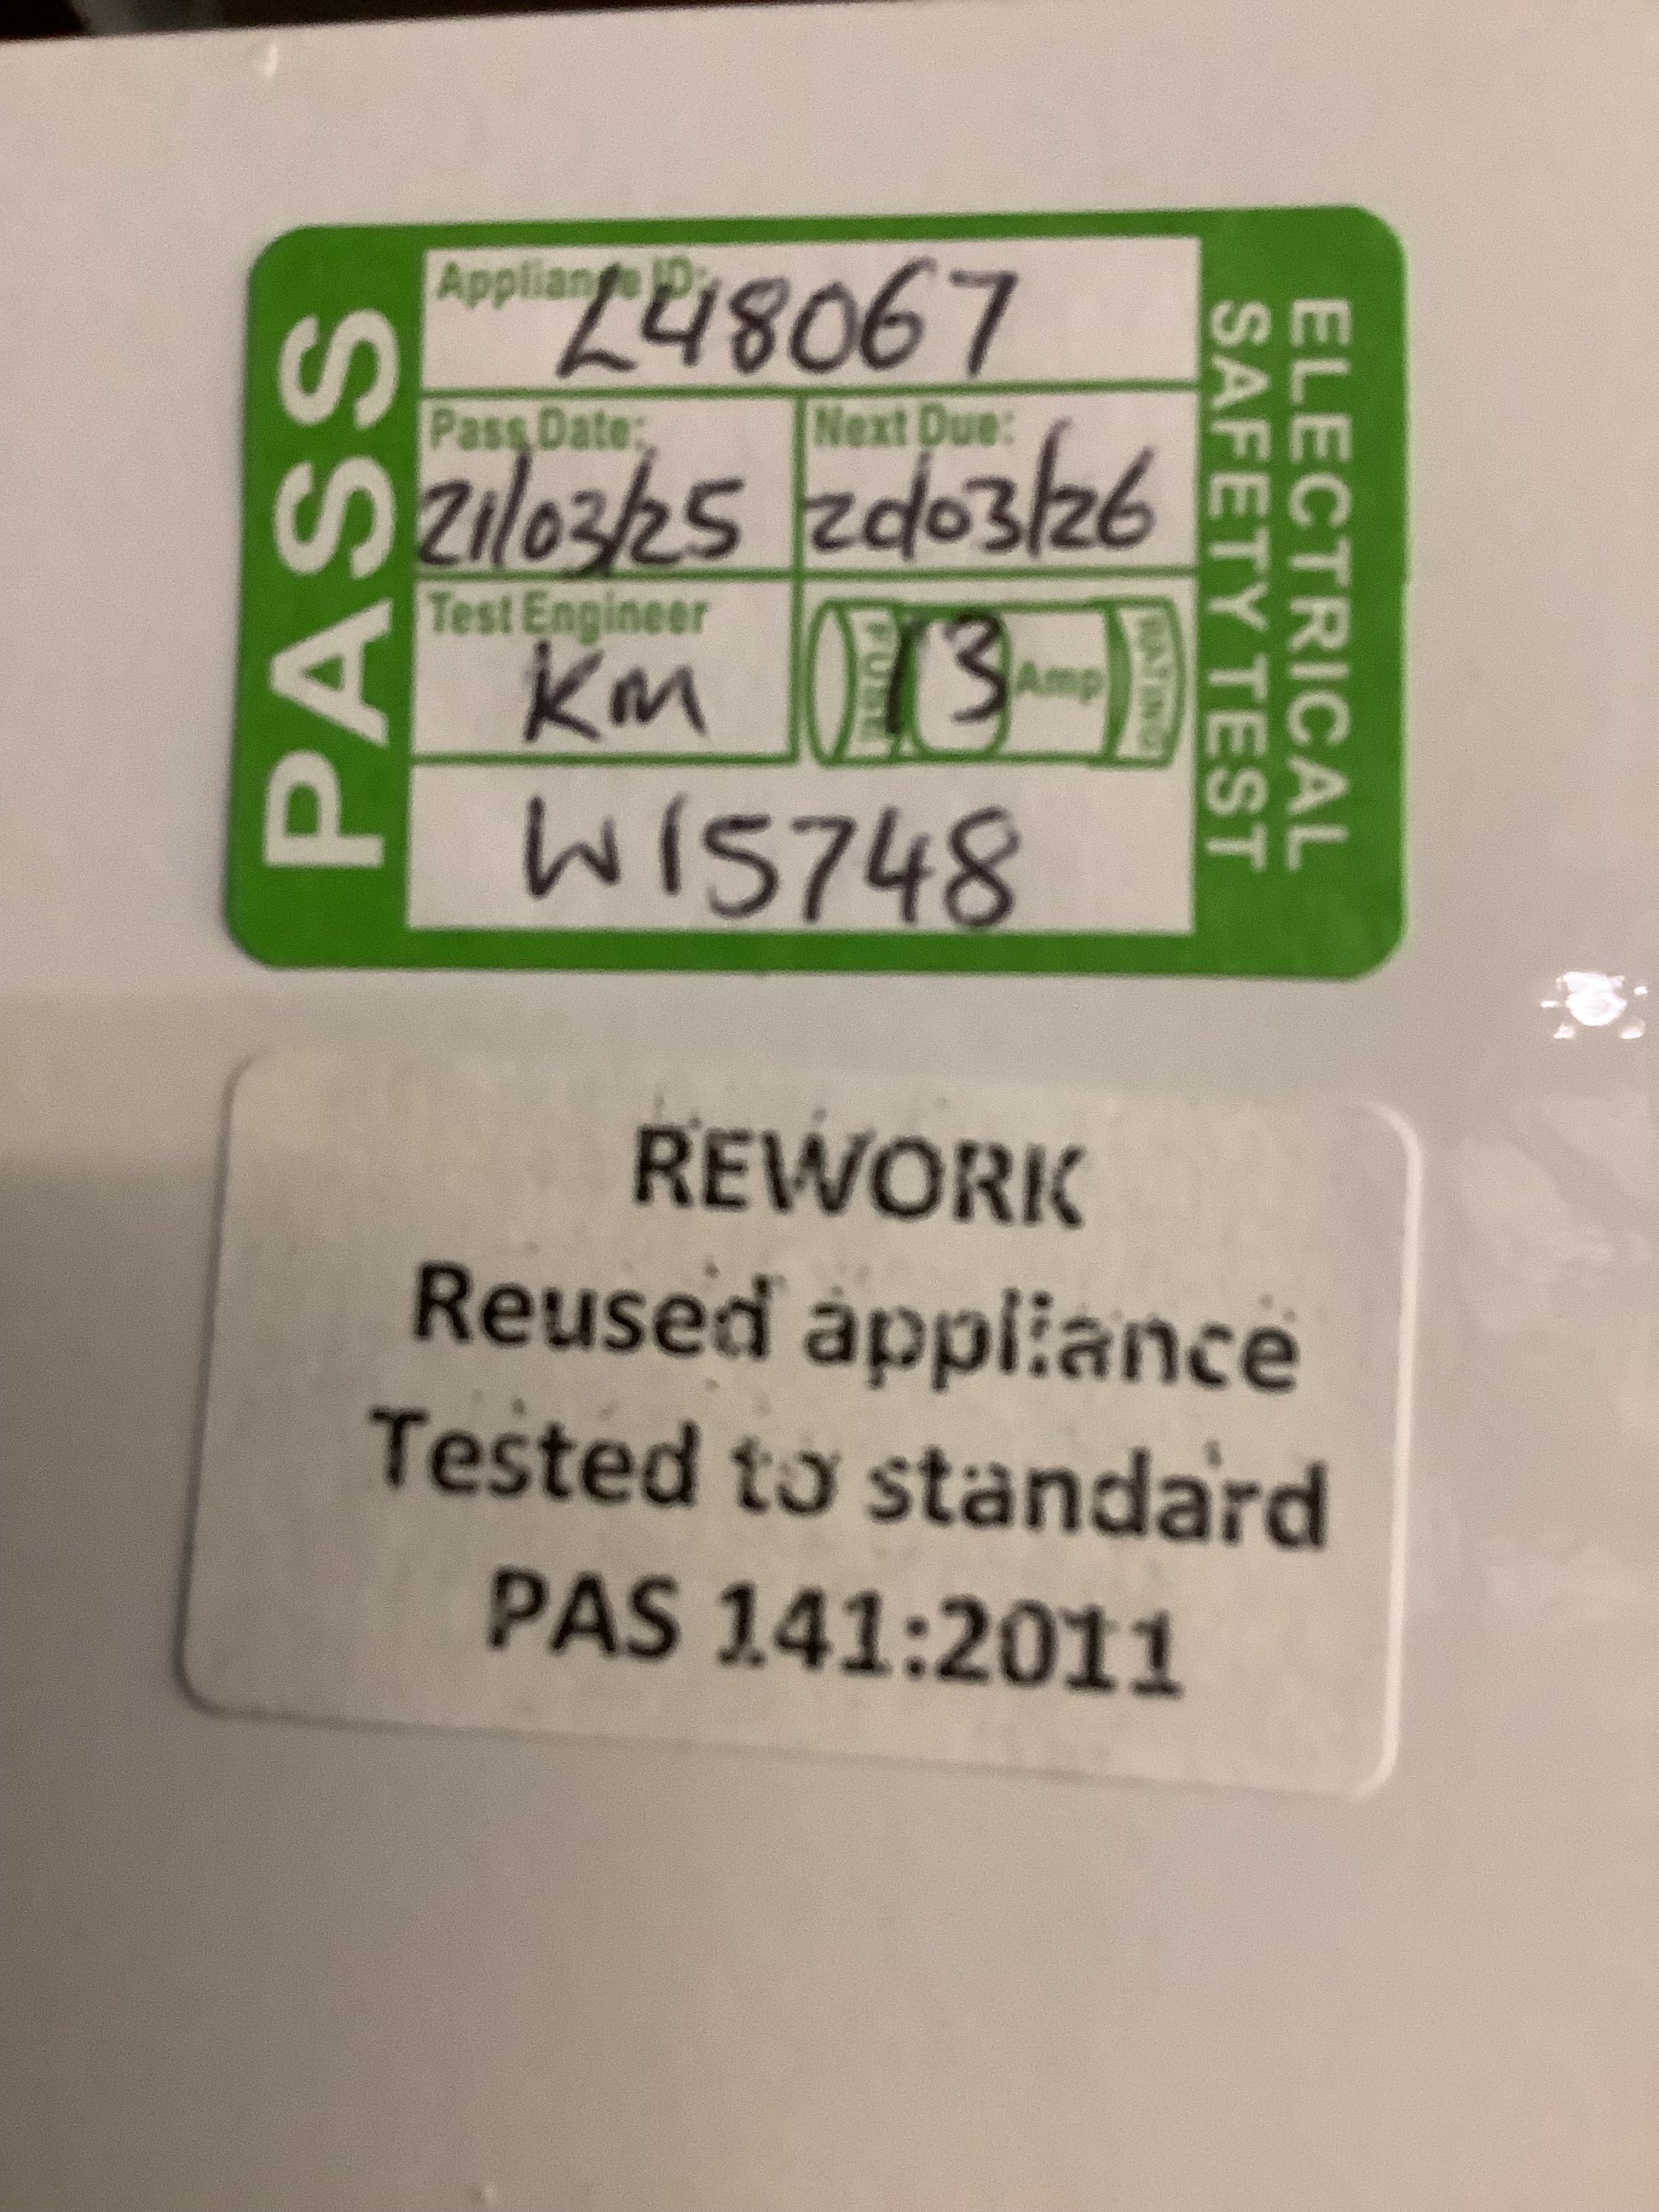 PASS
Appliance ID:
L48067
Pass Date:
21/03/25
Next Due:
20/03/26
Test Engineer
KM
FUSE 13 Amp RATING
W15748
ELECTRICAL
SAFETY TEST
REWORK
Reused appliance
Tested to standard
PAS 141:2011